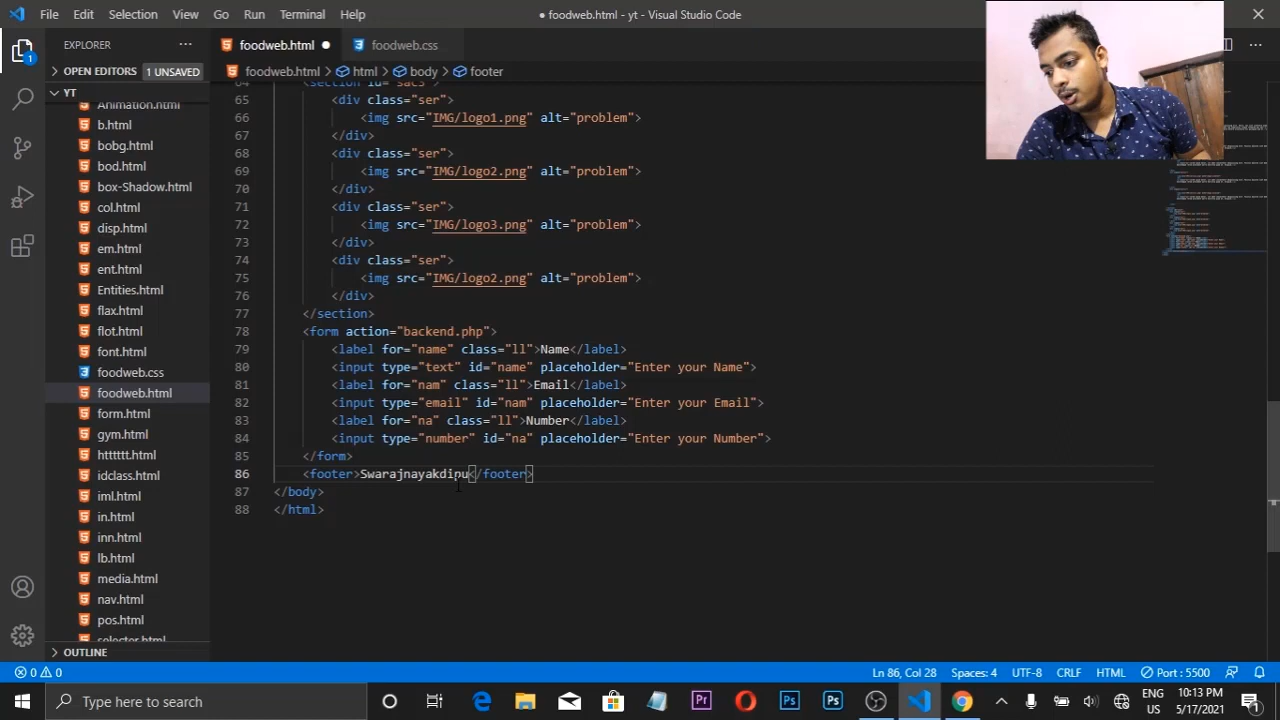 File Edit Selection View Go Run Terminal Help
● foodweb.html - yt - Visual Studio Code
EXPLORER
OPEN EDITORS 1 UNSAVED
YT
Animation.html
b.html
bobg.html
bod.html
box-Shadow.html
col.html
disp.html
em.html
ent.html
Entities.html
flax.html
flot.html
font.html
foodweb.css
foodweb.html
form.html
gym.html
htttttt.html
idclass.html
iml.html
in.html
inn.html
lb.html
media.html
nav.html
pos.html
selecter.html
OUTLINE
foodweb.html ● foodweb.css
foodweb.html > html > body > footer
64 <section id="sac3">
65 <div class="ser">
66 <img src="IMG/logo1.png" alt="problem">
67 </div>
68 <div class="ser">
69 <img src="IMG/logo2.png" alt="problem">
70 </div>
71 <div class="ser">
72 <img src="IMG/logo3.png" alt="problem">
73 </div>
74 <div class="ser">
75 <img src="IMG/logo2.png" alt="problem">
76 </div>
77 </section>
78 <form action="backend.php">
79 <label for="name" class="ll">Name</label>
80 <input type="text" id="name" placeholder="Enter your Name">
81 <label for="nam" class="ll">Email</label>
82 <input type="email" id="nam" placeholder="Enter your Email">
83 <label for="na" class="ll">Number</label>
84 <input type="number" id="na" placeholder="Enter your Number">
85 </form>
86 <footer>Swarajnayakdipu</footer>
87 </body>
88 </html>
0 0
Ln 86, Col 28 Spaces: 4 UTF-8 CRLF HTML Port : 5500
Type here to search
ENG
US
10:13 PM
5/17/2021